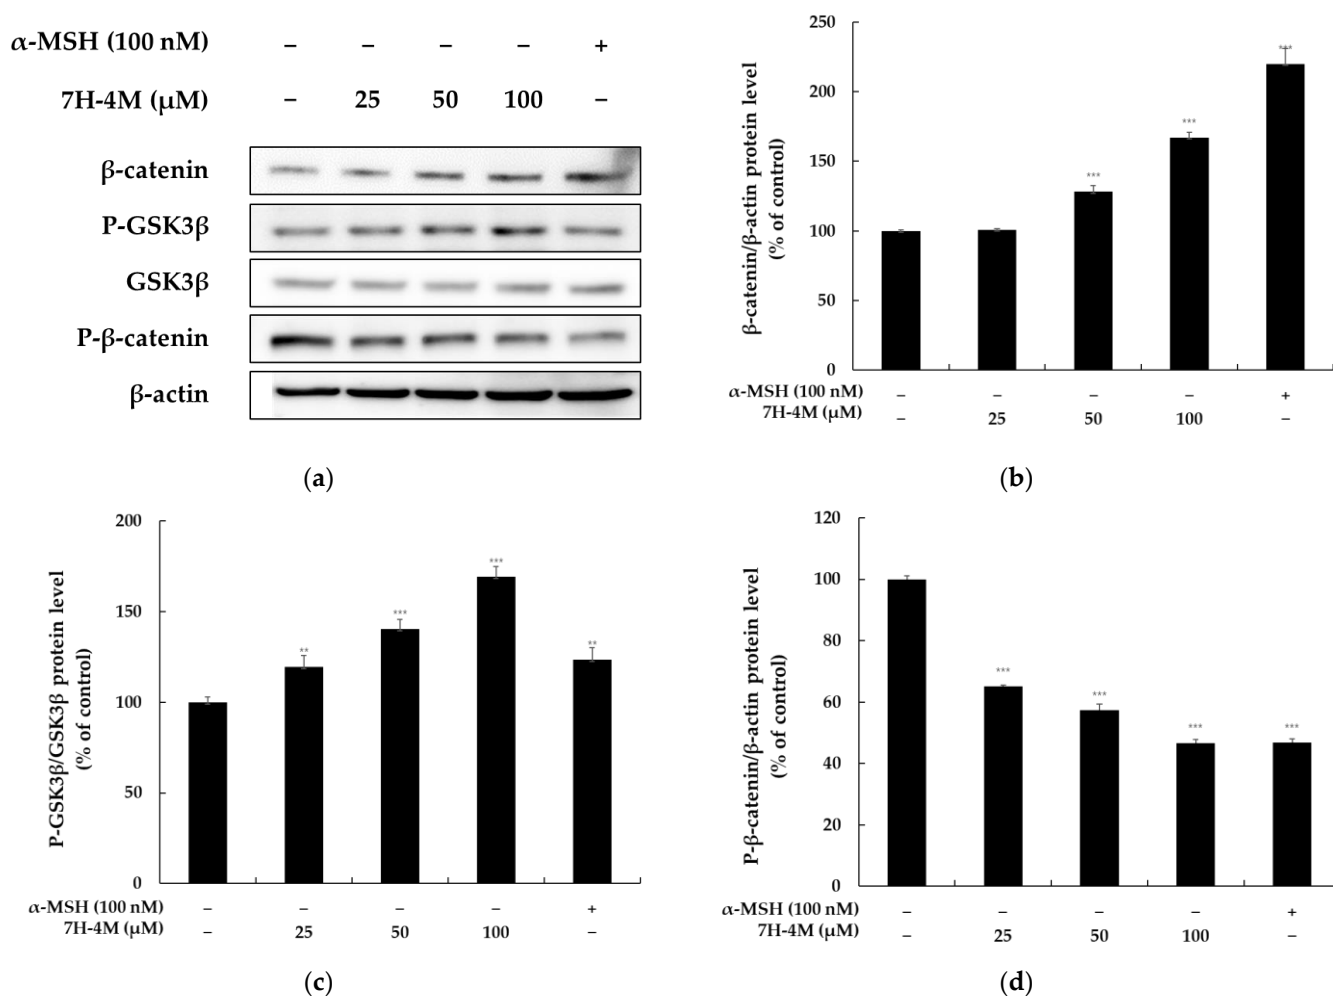 α-MSH (100 nM) – – – – +
7H-4M (μM) – 25 50 100 –
β-catenin
P-GSK3β
GSK3β
P-β-catenin
β-actin
(a)
β-catenin/β-actin protein level
(% of control)
250
200
150
100
50
0
***
***
***
α-MSH (100 nM) – – – – +
7H-4M (μM) – 25 50 100 –
(b)
P-GSK3β/GSK3β protein level
(% of control)
200
150
100
50
0
**
***
***
**
α-MSH (100 nM) – – – – +
7H-4M (μM) – 25 50 100 –
(c)
P-β-catenin/β-actin protein level
(% of control)
120
100
80
60
40
20
0
***
***
***
***
α-MSH (100 nM) – – – – +
7H-4M (μM) – 25 50 100 –
(d)